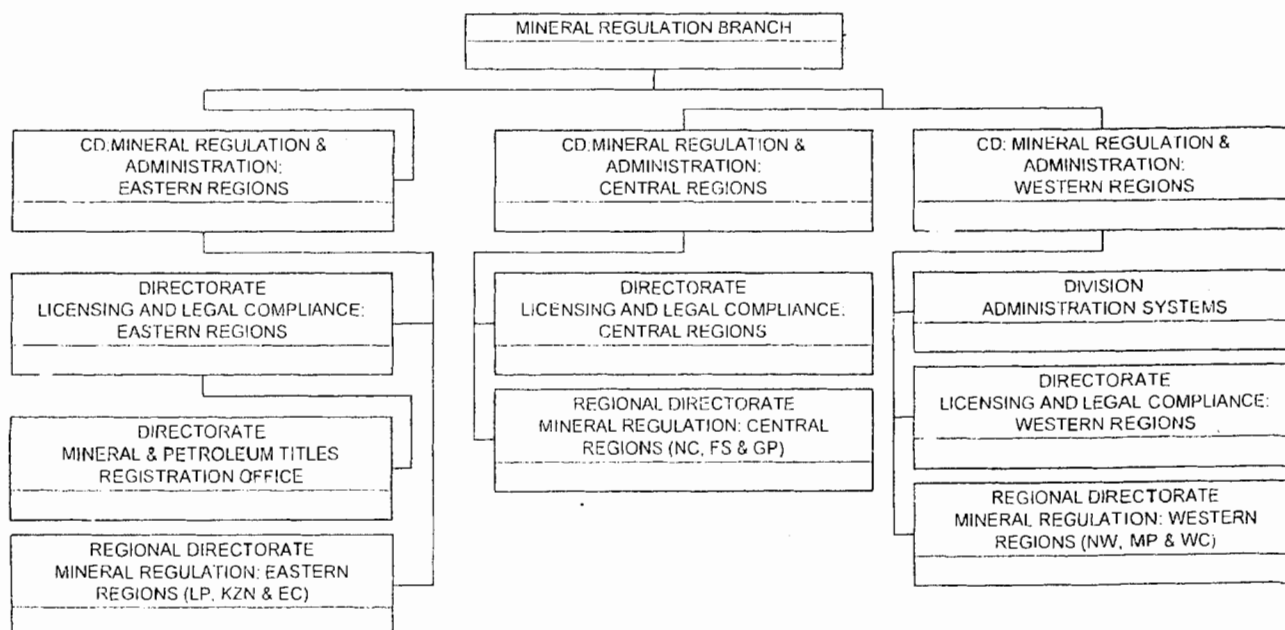 MINERAL REGULATION BRANCH
CD:MINERAL REGULATION &
ADMINISTRATION:
EASTERN REGIONS
CD:MINERAL REGULATION &
ADMINISTRATION:
CENTRAL REGIONS
CD: MINERAL REGULATION &
ADMINISTRATION:
WESTERN REGIONS
DIRECTORATE
LICENSING AND LEGAL COMPLIANCE:
EASTERN REGIONS
DIRECTORATE
LICENSING AND LEGAL COMPLIANCE:
CENTRAL REGIONS
DIVISION
ADMINISTRATION SYSTEMS
DIRECTORATE
MINERAL & PETROLEUM TITLES
REGISTRATION OFFICE
REGIONAL DIRECTORATE
MINERAL REGULATION: CENTRAL
REGIONS (NC, FS & GP)
DIRECTORATE
LICENSING AND LEGAL COMPLIANCE:
WESTERN REGIONS
REGIONAL DIRECTORATE
MINERAL REGULATION: EASTERN
REGIONS (LP, KZN & EC)
REGIONAL DIRECTORATE
MINERAL REGULATION: WESTERN
REGIONS (NW, MP & WC)